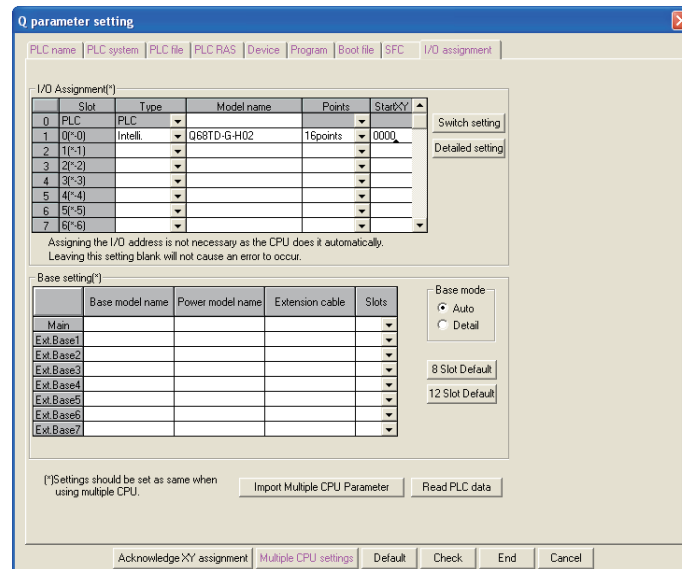 Q parameter setting
PLC name PLC system PLC file PLC RAS Device Program Boot file SFC I/O assignment
I/O Assignment(*)
Slot Type Model name Points StartXY
0 PLC PLC
1 0(*-0) Intelli. Q68TD-G-H02 16points 0000
2 1(*-1)
3 2(*-2)
4 3(*-3)
5 4(*-4)
6 5(*-5)
7 6(*-6)
Switch setting
Detailed setting
Assigning the I/O address is not necessary as the CPU does it automatically.
Leaving this setting blank will not cause an error to occur.
Base setting(*)
Base model name Power model name Extension cable Slots
Main
Ext.Base1
Ext.Base2
Ext.Base3
Ext.Base4
Ext.Base5
Ext.Base6
Ext.Base7
Base mode
Auto
Detail
8 Slot Default
12 Slot Default
(*)Settings should be set as same when
using multiple CPU.
Import Multiple CPU Parameter Read PLC data
Acknowledge XY assignment Multiple CPU settings Default Check End Cancel